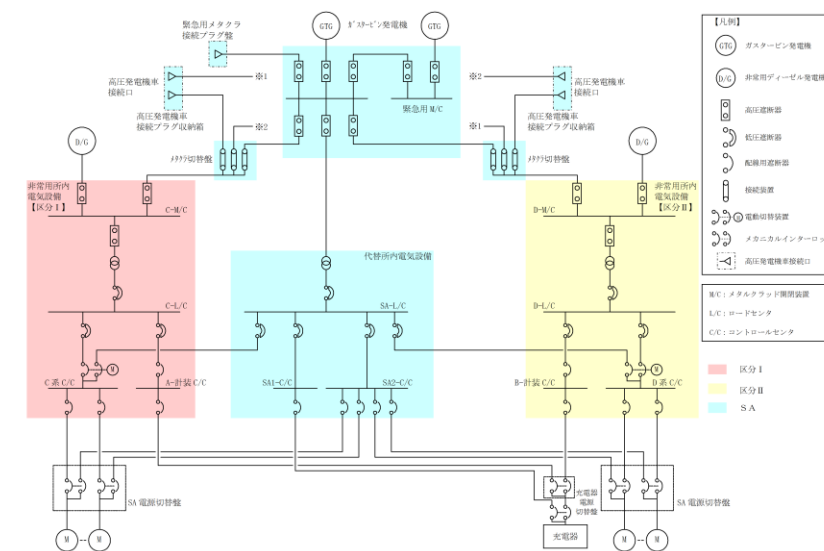 緊急用メタクラ
接続プラグ盤
GTG
ガスタービン発電機
GTG
高圧発電機車
接続口
※1
高圧発電機車
接続プラグ収納箱
※2
緊急用 M/C
※2
高圧発電機車
接続口
※1
高圧発電機車
接続プラグ収納箱
D/G
メタクラ切替盤
メタクラ切替盤
D/G
非常用所内
電気設備
【区分Ⅰ】
C-M/C
D-M/C
非常用所内
電気設備
【区分Ⅱ】
代替所内電気設備
C-L/C
SA-L/C
D-L/C
M
M
C系 C/C
A-計装 C/C
SA1-C/C
SA2-C/C
B-計装 C/C
D系 C/C
SA 電源切替盤
充電器
電源
切替盤
SA 電源切替盤
M
M
充電器
M
M
【凡例】
GTG
ガスタービン発電機
D/G
非常用ディーゼル発電機
高圧遮断器
低圧遮断器
配線用遮断器
接続装置
電動切替装置
メカニカルインターロッ
高圧発電機車接続口
M/C：メタルクラッド開閉装置
L/C：ロードセンタ
C/C：コントロールセンタ
区分Ⅰ
区分Ⅱ
ＳＡ